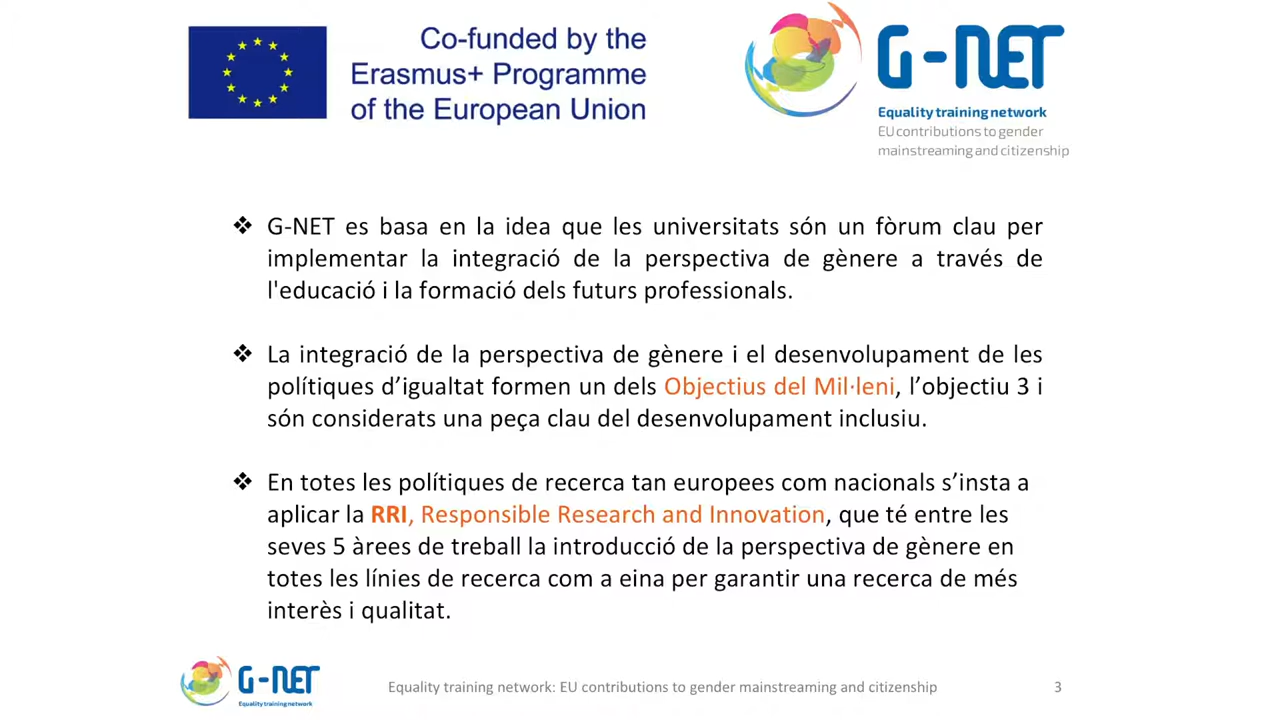 Co-funded by the
Erasmus+ Programme
of the European Union
G-NET
Equality training network
EU contributions to gender
mainstreaming and citizenship
❖ G-NET es basa en la idea que les universitats són un fòrum clau per
implementar la integració de la perspectiva de gènere a través de
l'educació i la formació dels futurs professionals.
❖ La integració de la perspectiva de gènere i el desenvolupament de les
polítiques d’igualtat formen un dels Objectius del Mil·leni, l’objectiu 3 i
són considerats una peça clau del desenvolupament inclusiu.
❖ En totes les polítiques de recerca tan europees com nacionals s’insta a
aplicar la RRI, Responsible Research and Innovation, que té entre les
seves 5 àrees de treball la introducció de la perspectiva de gènere en
totes les línies de recerca com a eina per garantir una recerca de més
interès i qualitat.
G-NET
Equality training network
Equality training network: EU contributions to gender mainstreaming and citizenship
3